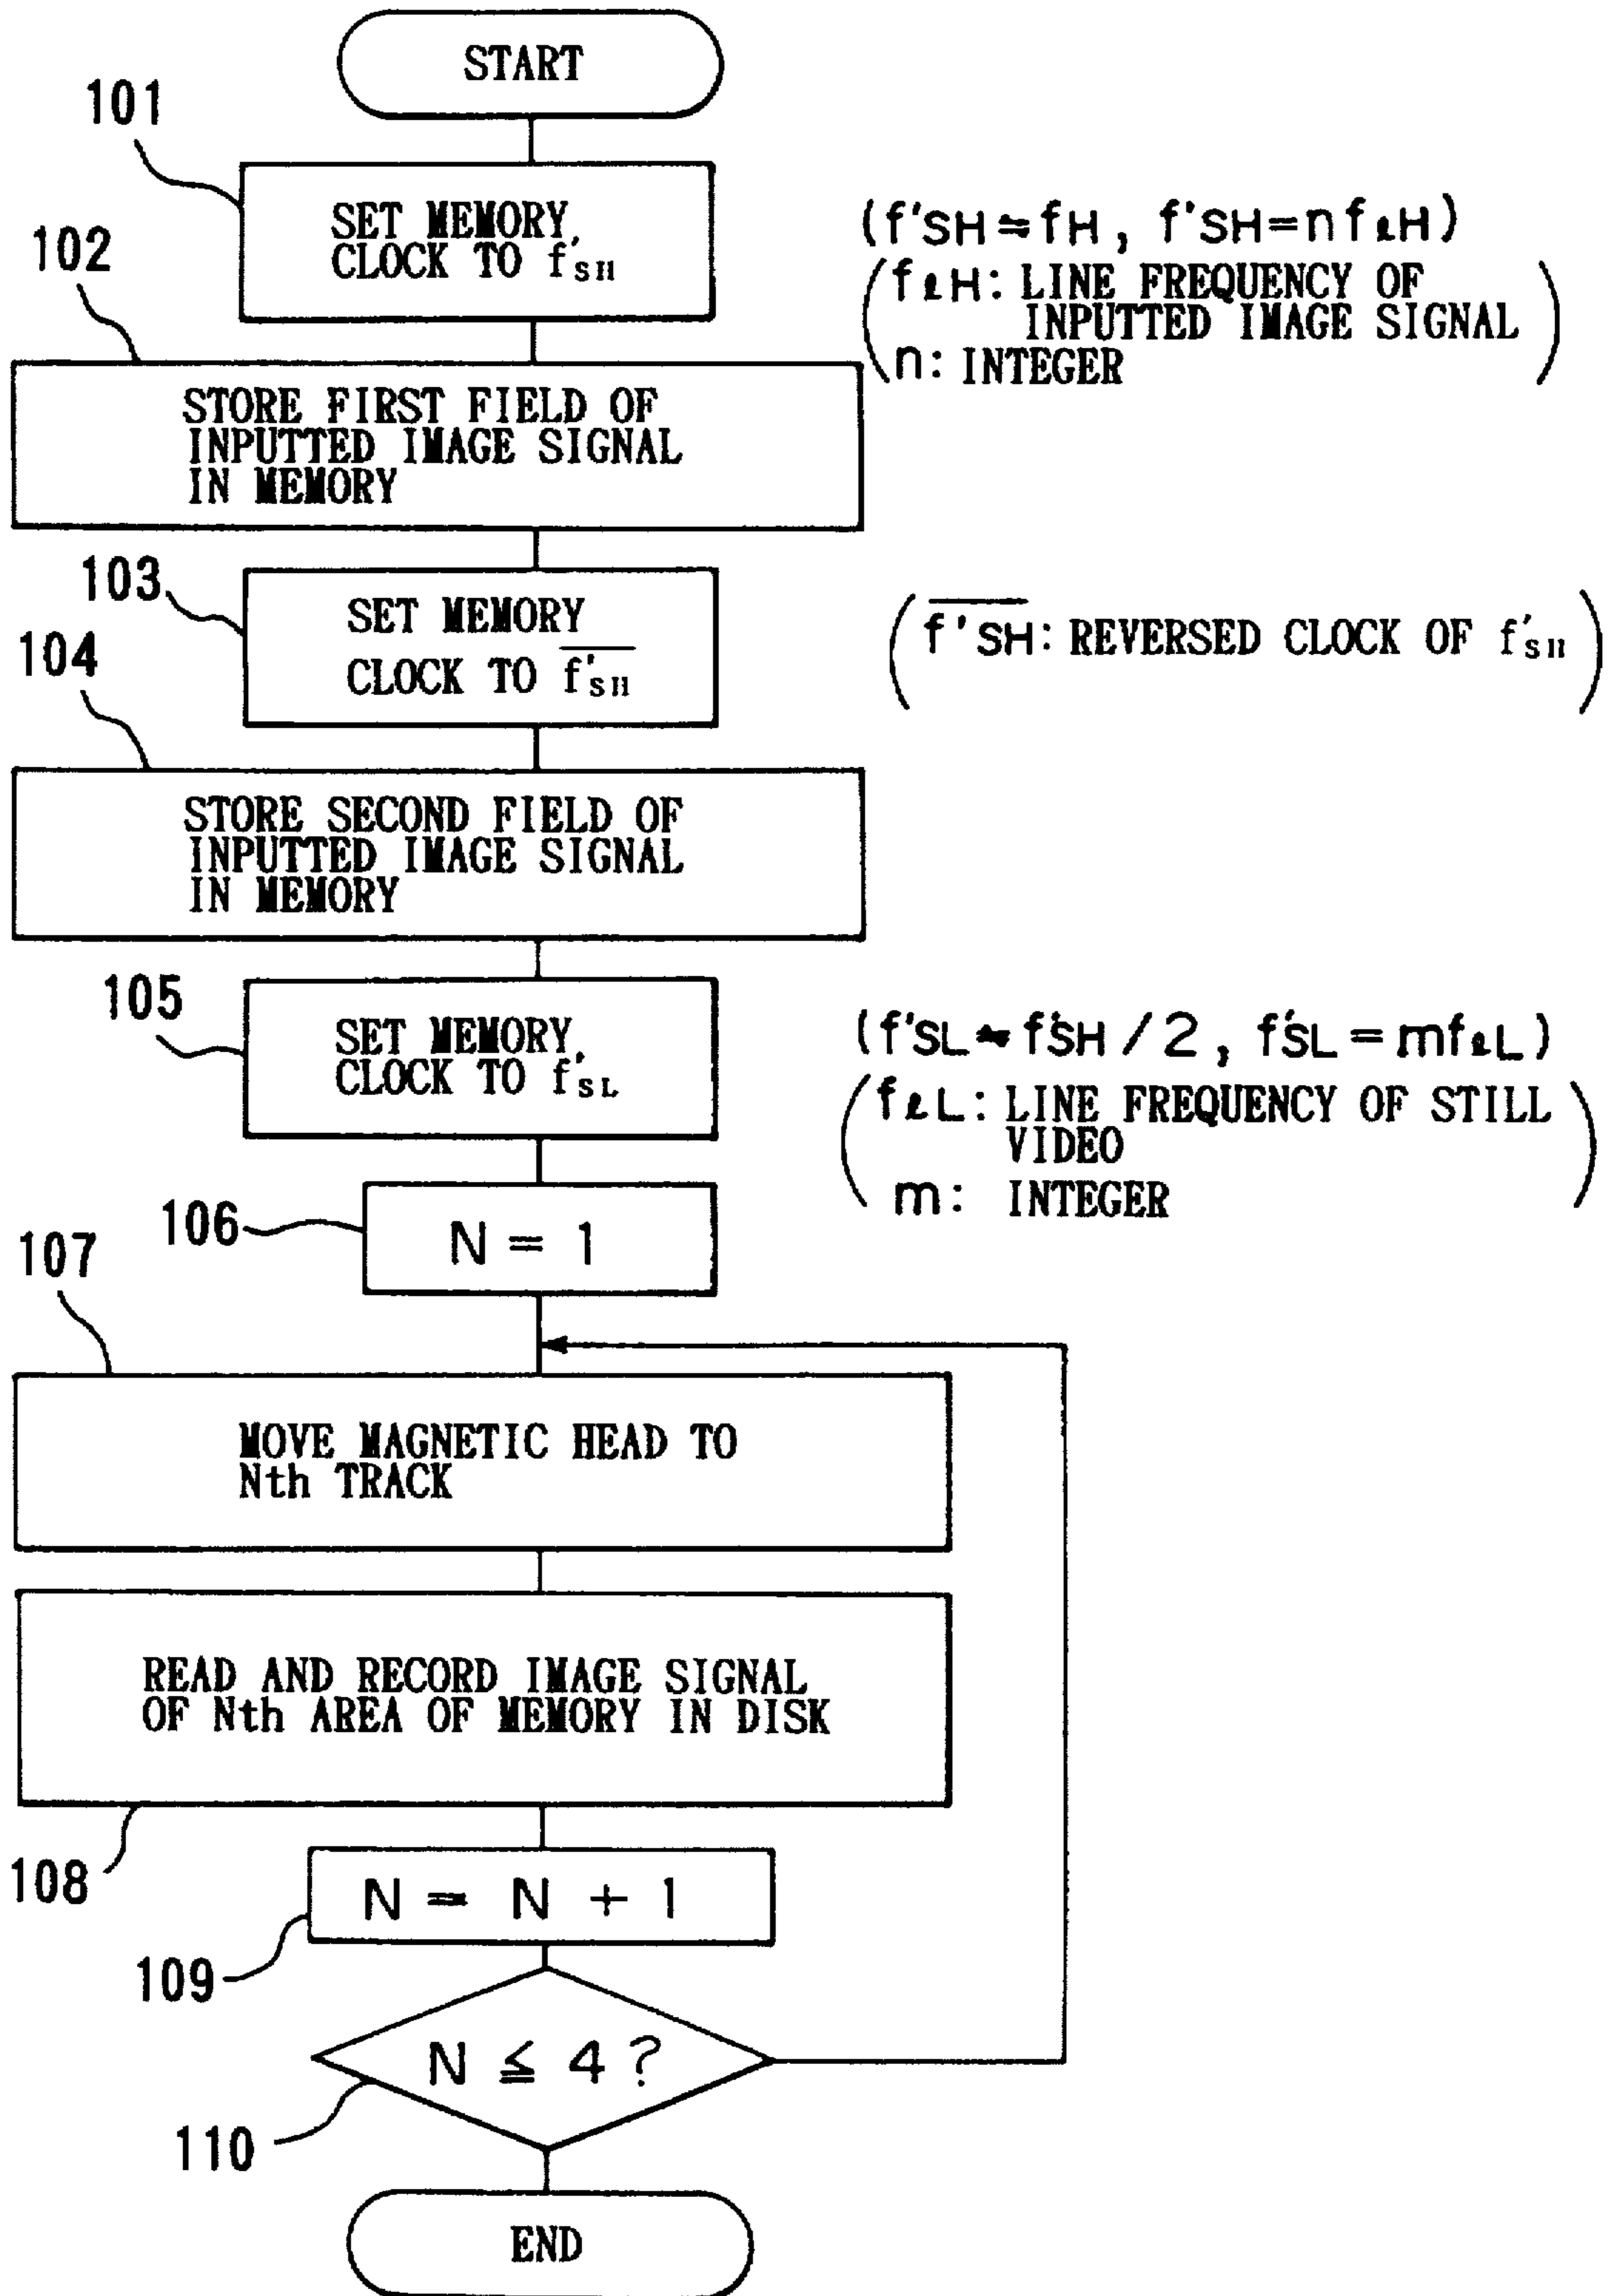 START
101
SET MEMORY
CLOCK TO f'SH
(f'SH≒fH, f'SH=nfℓH)
102
(fℓH: LINE FREQUENCY OF
INPUTTED IMAGE SIGNAL
n: INTEGER)
STORE FIRST FIELD OF
INPUTTED IMAGE SIGNAL
IN MEMORY
103
SET MEMORY
CLOCK TO f̅'̅S̅H̅
(f̅'̅S̅H̅: REVERSED CLOCK OF f'SH)
104
STORE SECOND FIELD OF
INPUTTED IMAGE SIGNAL
IN MEMORY
105
SET MEMORY
CLOCK TO f'SL
(f'SL≒f'SH/2, f'SL=mfℓL)
(fℓL: LINE FREQUENCY OF STILL
VIDEO
m: INTEGER)
106
N = 1
107
MOVE MAGNETIC HEAD TO
Nth TRACK
READ AND RECORD IMAGE SIGNAL
OF Nth AREA OF MEMORY IN DISK
108
N = N + 1
109
N ≦ 4?
110
END